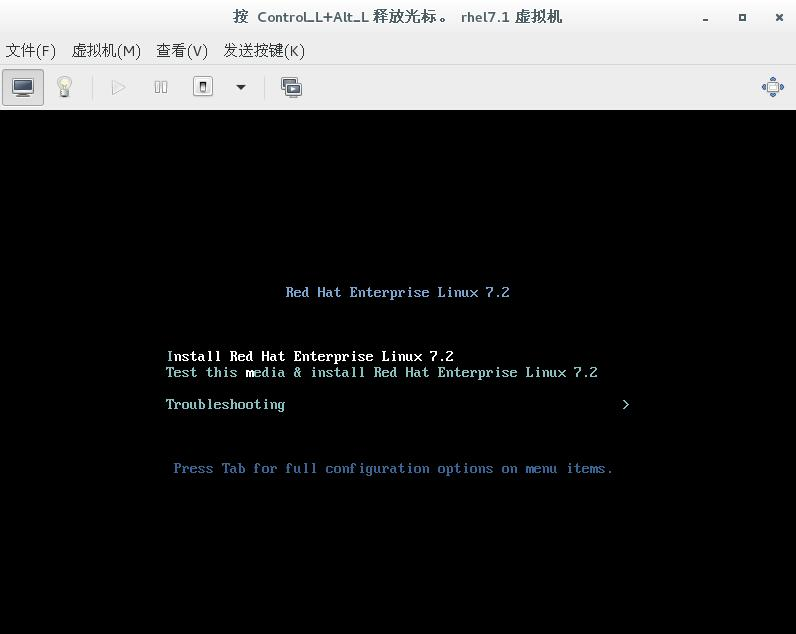 按 Control_L+Alt_L 释放光标。 rhel7.1 虚拟机
文件(F) 虚拟机(M) 查看(V) 发送按键(K)
Red Hat Enterprise Linux 7.2
Install Red Hat Enterprise Linux 7.2
Test this media & install Red Hat Enterprise Linux 7.2
Troubleshooting >
Press Tab for full configuration options on menu items.